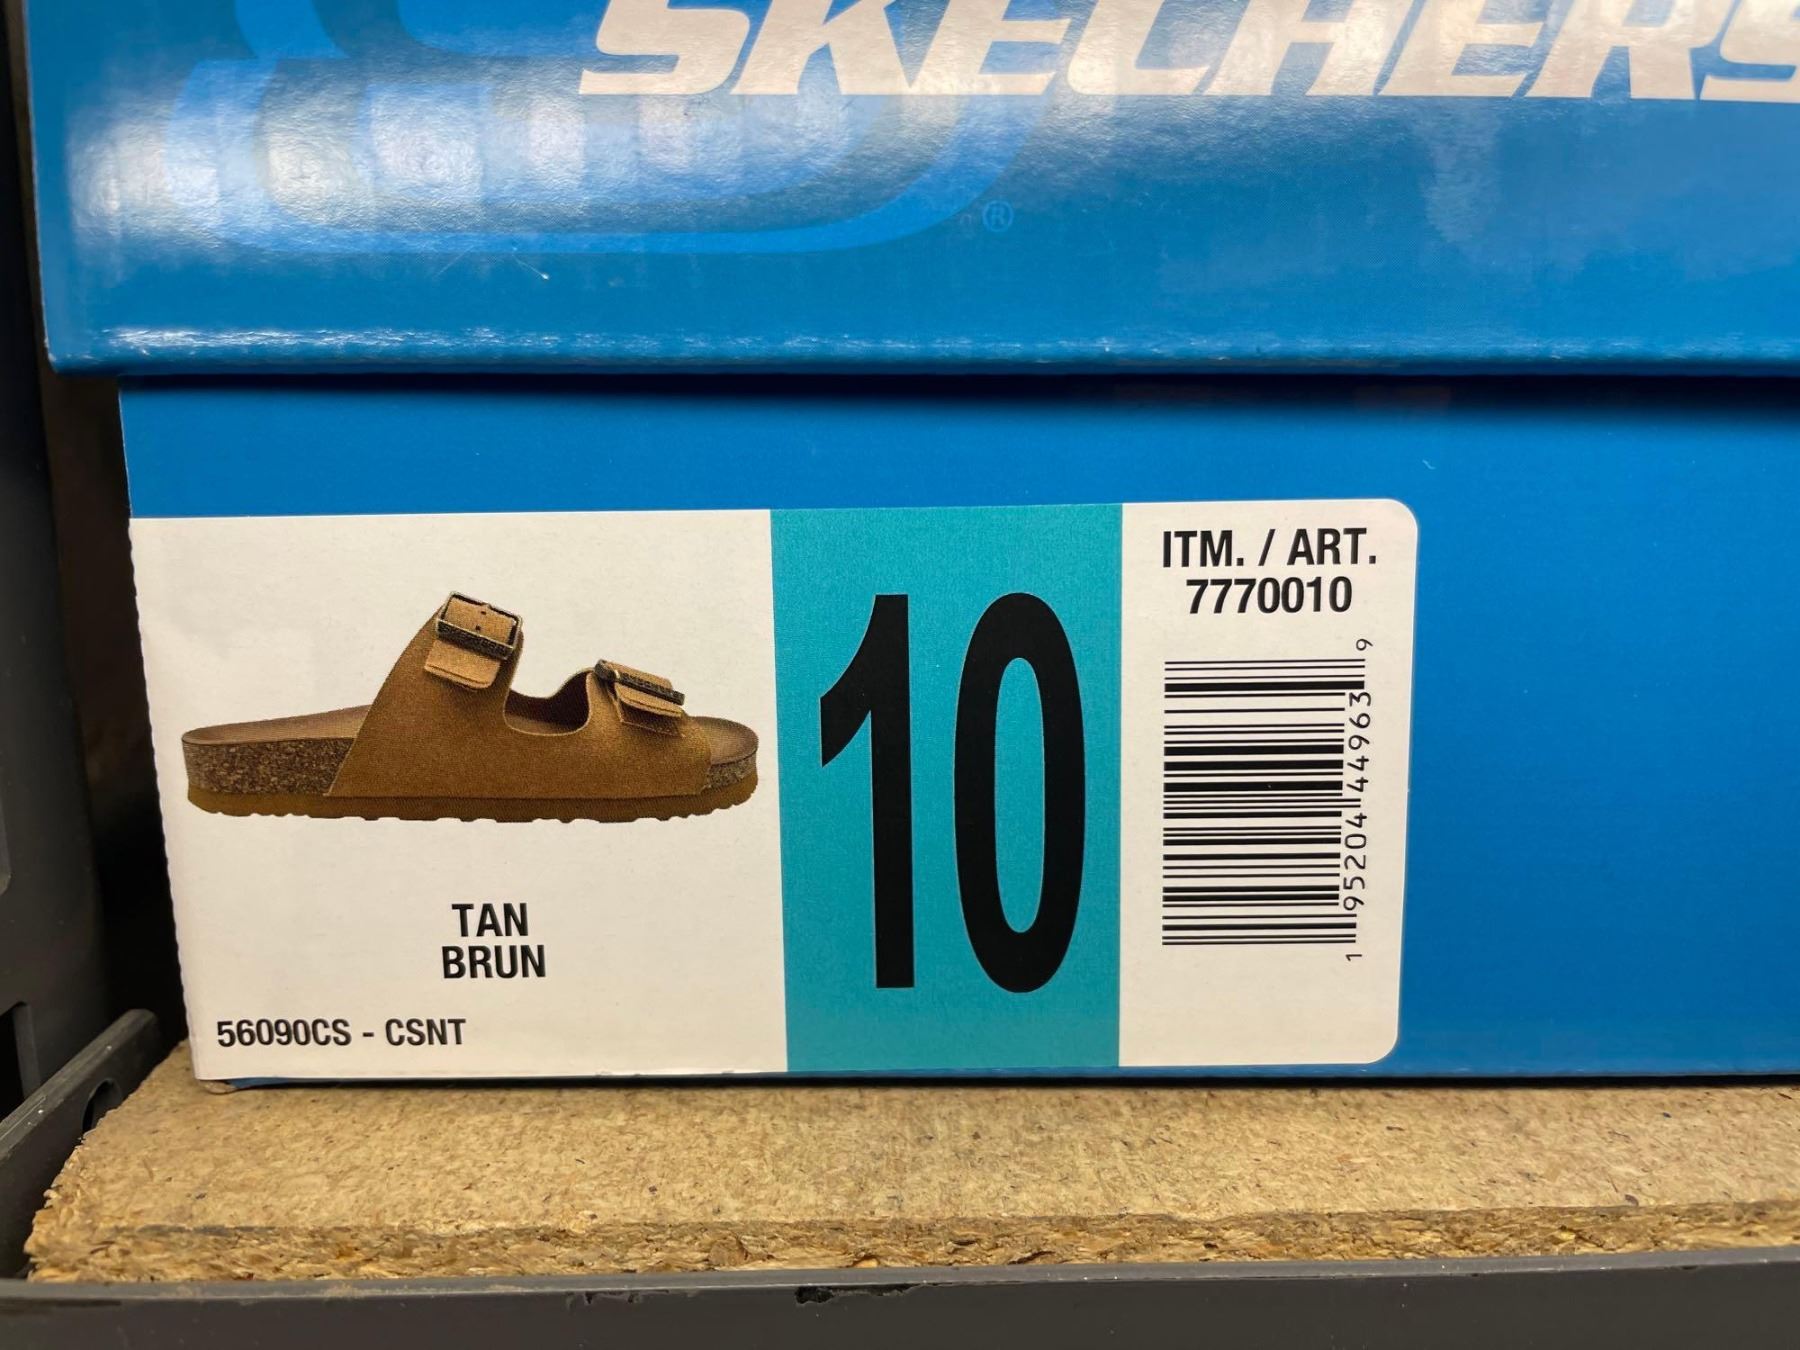 SKECHERS
®
TAN
BRUN
56090CS - CSNT
10
ITM. / ART.
7770010
1 95204 44963 9